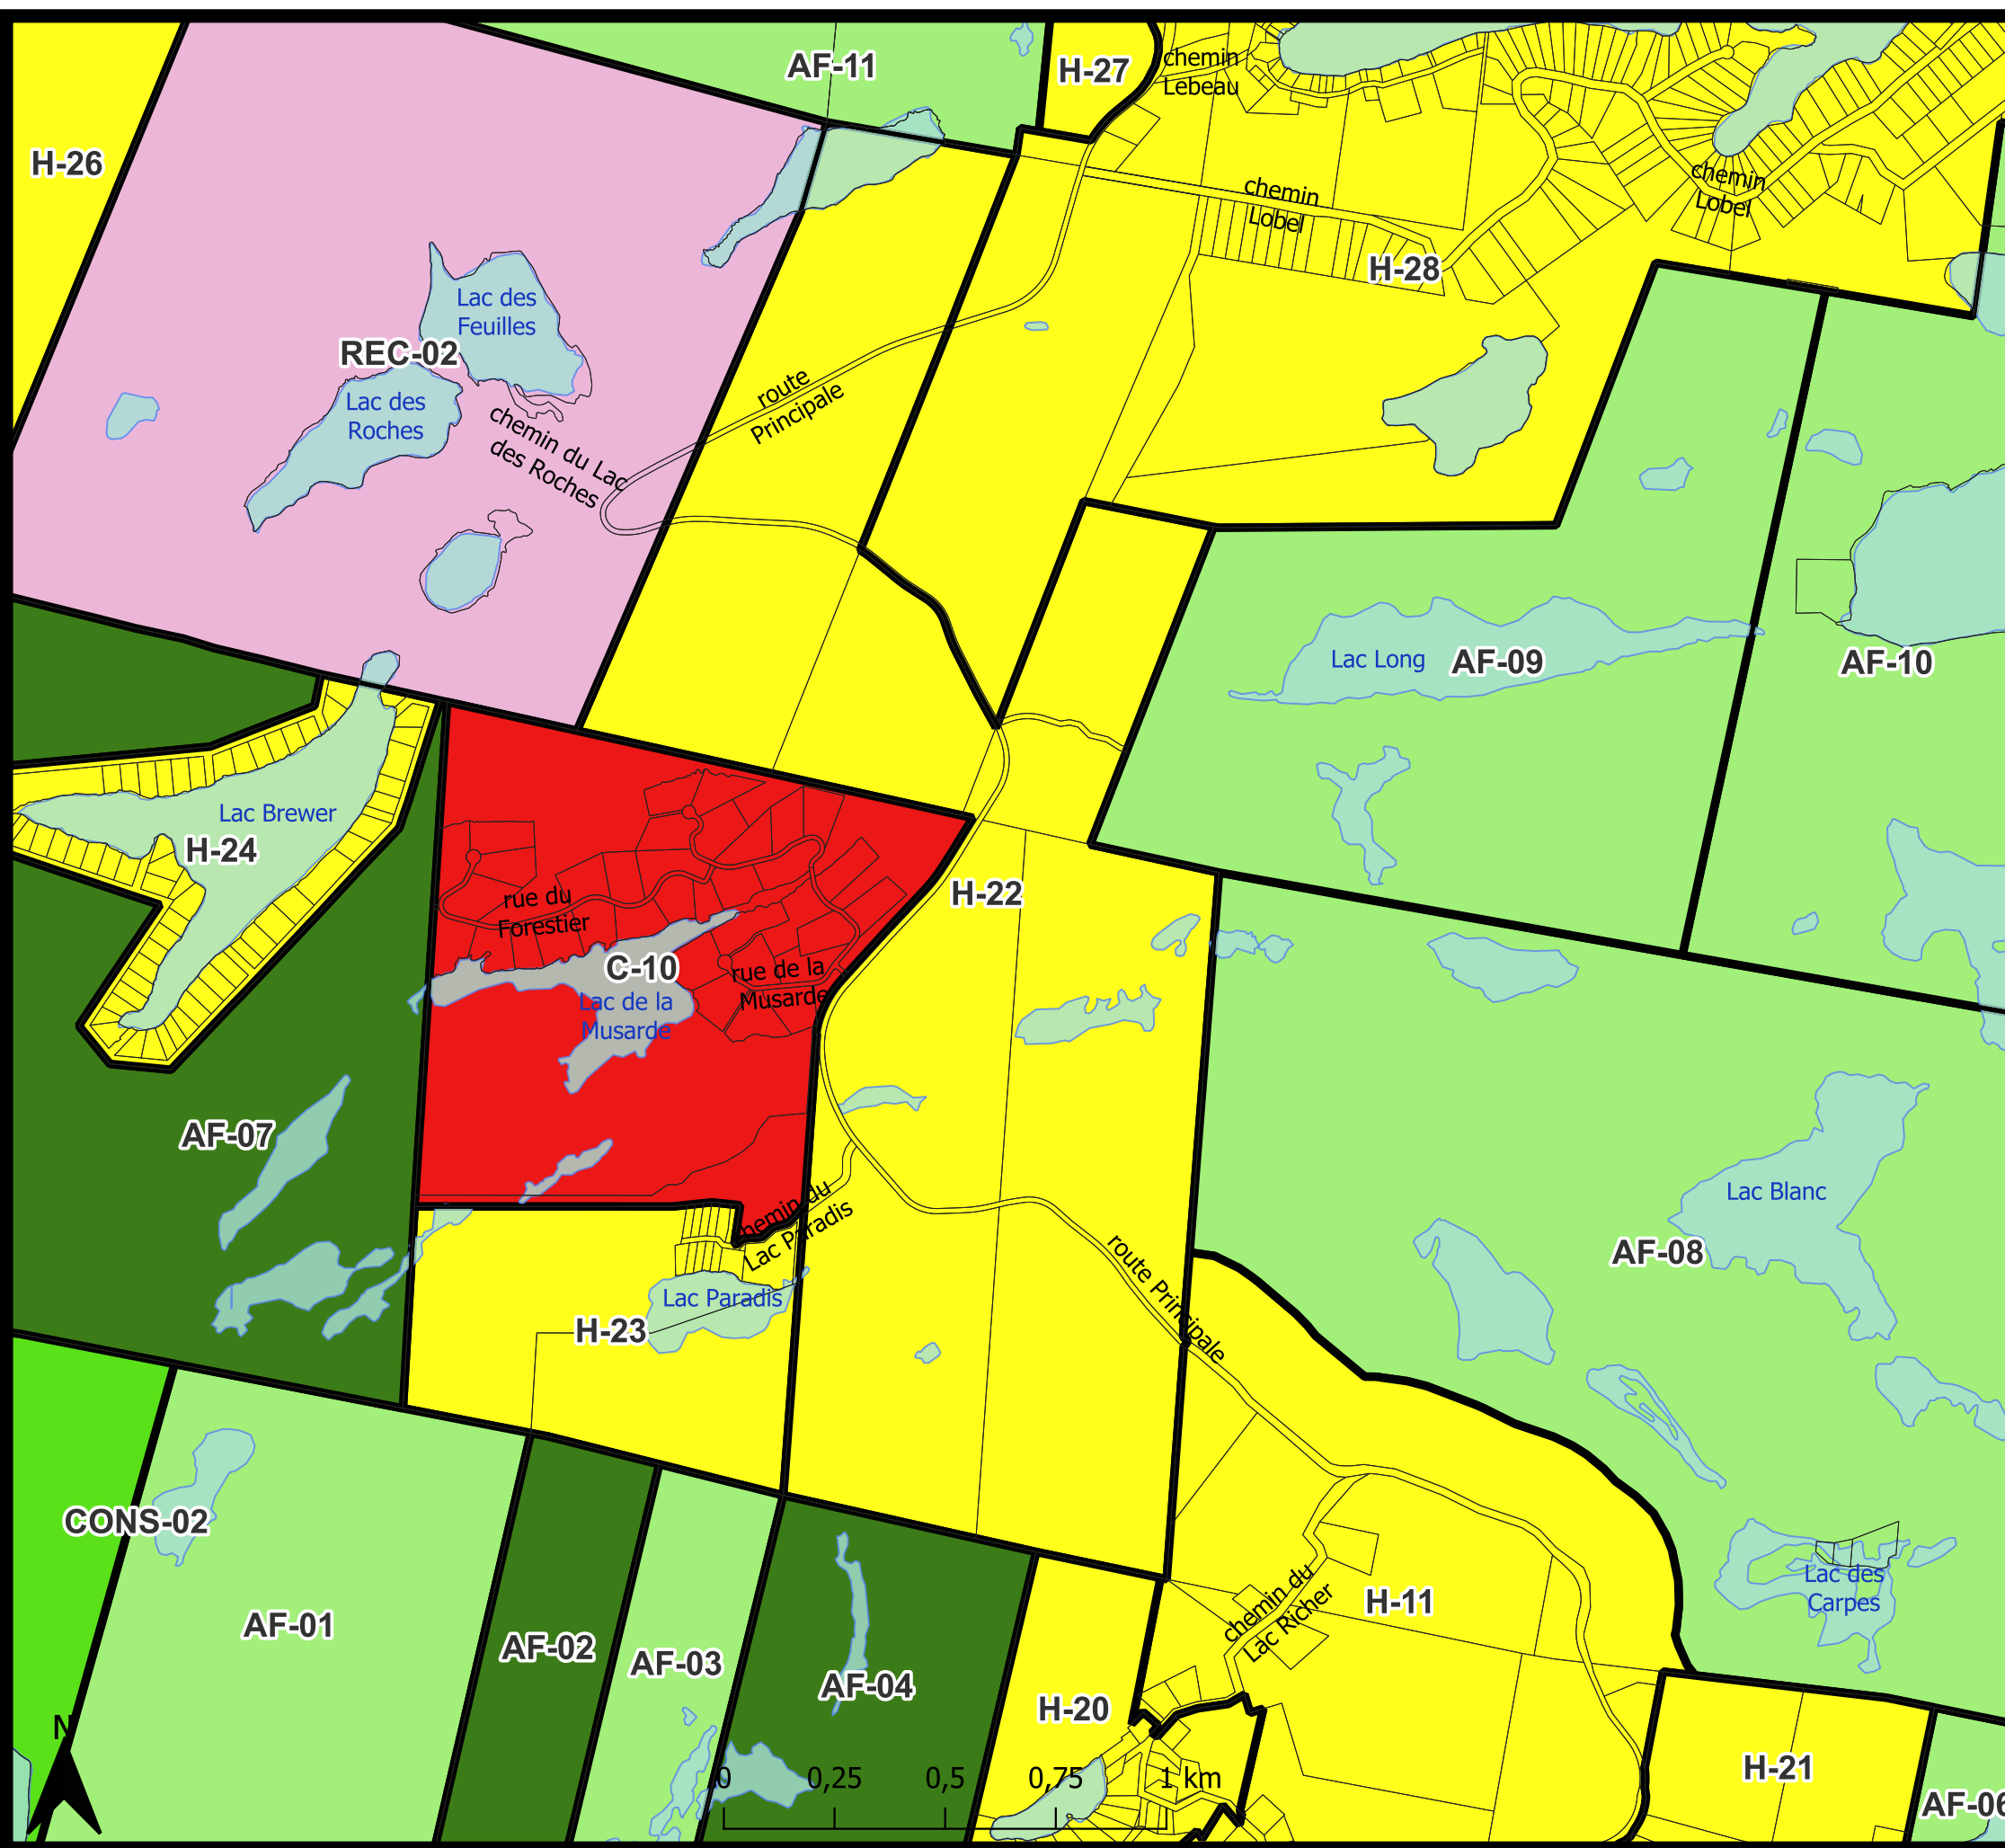 AF-11
H-27
chemin
Lebeau
H-26
chemin
Lobel
chemin
Lobel
H-28
Lac des
Feuilles
REC-02
Lac des
Roches
chemin du Lac
des Roches
route
Principale
Lac Long
AF-09
AF-10
Lac Brewer
H-24
rue du
Forestier
H-22
C-10
Lac de la
Musarde
rue de la
Musarde
AF-07
chemin du
Lac Paradis
Lac Blanc
AF-08
route Principale
Lac Paradis
H-23
CONS-02
AF-01
AF-02
AF-03
AF-04
H-20
chemin du
Lac Richer
H-11
Lac des
Carpes
H-21
AF-06
N
0 0,25 0,5 0,75 1 km